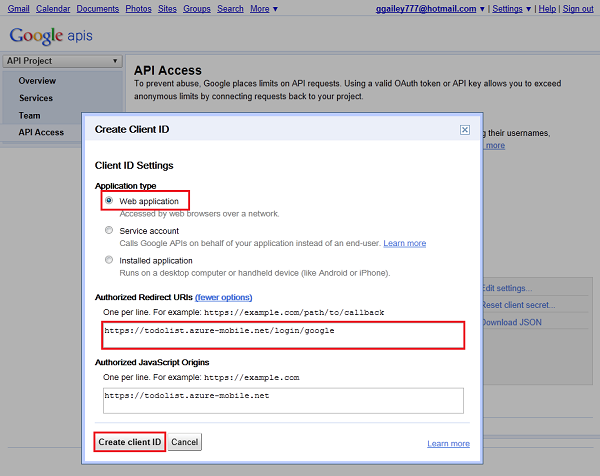 Gmail Calendar Documents Photos Sites Groups Search More ▼ ggailey777@hotmail.com ▼ | Settings ▼ | Help | Sign out
Google apis
API Project ▼
Overview
Services
Team
API Access
API Access
To prevent abuse, Google places limits on API requests. Using a valid OAuth token or API key allows you to exceed
anonymous limits by connecting requests back to your project.
g their usernames,
more
Edit settings...
Reset client secret...
Download JSON
Create Client ID
Client ID Settings
Application type
Web application
Accessed by web browsers over a network.
Service account
Calls Google APIs on behalf of your application instead of an end-user. Learn more
Installed application
Runs on a desktop computer or handheld device (like Android or iPhone).
Authorized Redirect URIs (fewer options)
One per line. For example: https://example.com/path/to/callback
https://todolist.azure-mobile.net/login/google
Authorized JavaScript Origins
One per line. For example: https://example.com
https://todolist.azure-mobile.net
Create client ID Cancel Learn more